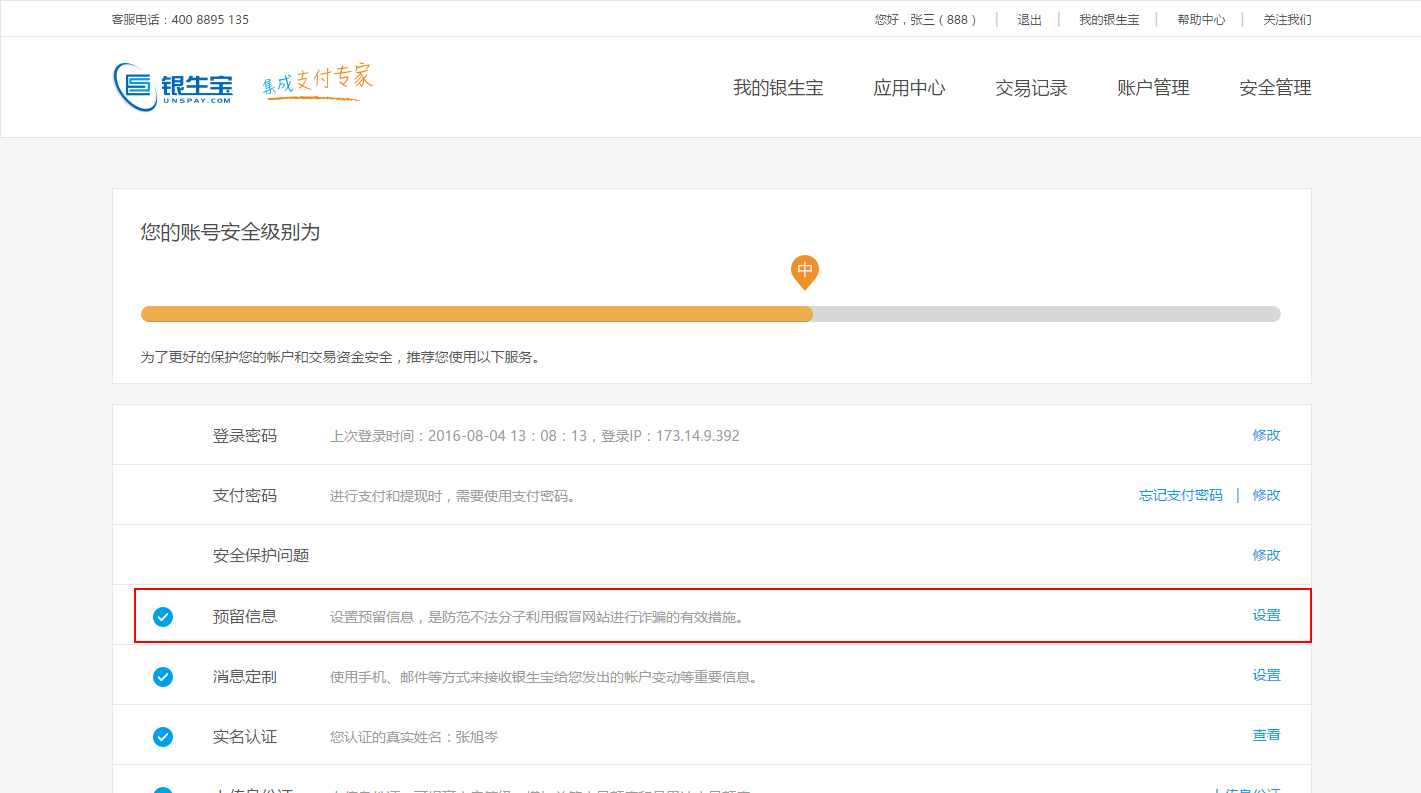 客服电话：400 8895 135
您好，张三（888） | 退出 | 我的银生宝 | 帮助中心 | 关注我们
银生宝
UNSPAY.COM
集成支付专家
我的银生宝 应用中心 交易记录 账户管理 安全管理
您的账号安全级别为
中
为了更好的保护您的帐户和交易资金安全，推荐您使用以下服务。
登录密码 上次登录时间：2016-08-04 13：08：13，登录IP：173.14.9.392 修改
支付密码 进行支付和提现时，需要使用支付密码。 忘记支付密码 | 修改
安全保护问题 修改
预留信息 设置预留信息，是防范不法分子利用假冒网站进行诈骗的有效措施。 设置
消息定制 使用手机、邮件等方式来接收银生宝给您发出的帐户变动等重要信息。 设置
实名认证 您认证的真实姓名：张旭岑 查看